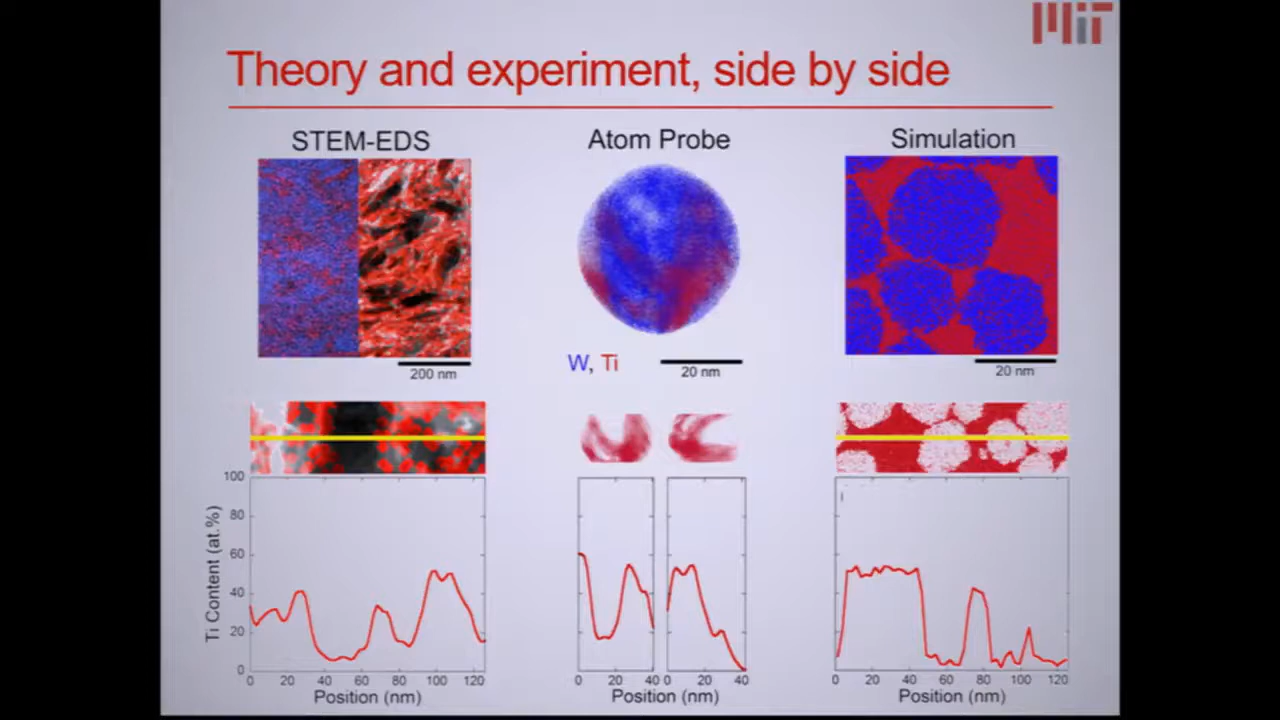 MIT
Theory and experiment, side by side
STEM-EDS
Atom Probe
Simulation
200 nm
W, Ti
20 nm
20 nm
100
80
60
40
20
0
Ti Content (at.%)
0 20 40 60 80 100 120
Position (nm)
0 20 40 0 20 40
Position (nm)
0 20 40 60 80 100 120
Position (nm)